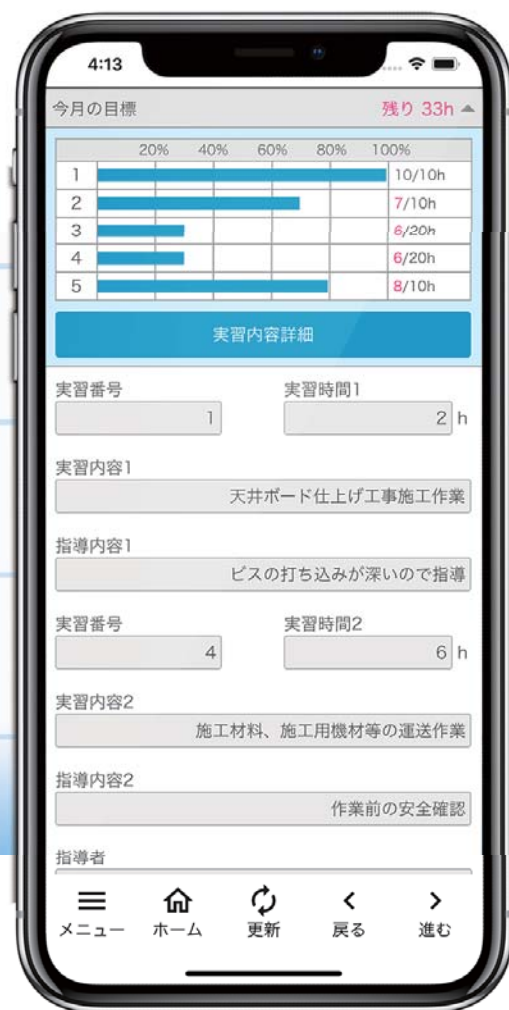 4:13
今月の目標 残り 33h
20% 40% 60% 80% 100%
1 10/10h
2 7/10h
3 6/20h
4 6/20h
5 8/10h
実習内容詳細
実習番号 実習時間1
1 2 h
実習内容1
天井ボード仕上げ工事施工作業
指導内容1
ビスの打ち込みが深いので指導
実習番号 実習時間2
4 6 h
実習内容2
施工材料、施工用機材等の運送作業
指導内容2
作業前の安全確認
指導者
メニュー ホーム 更新 戻る 進む